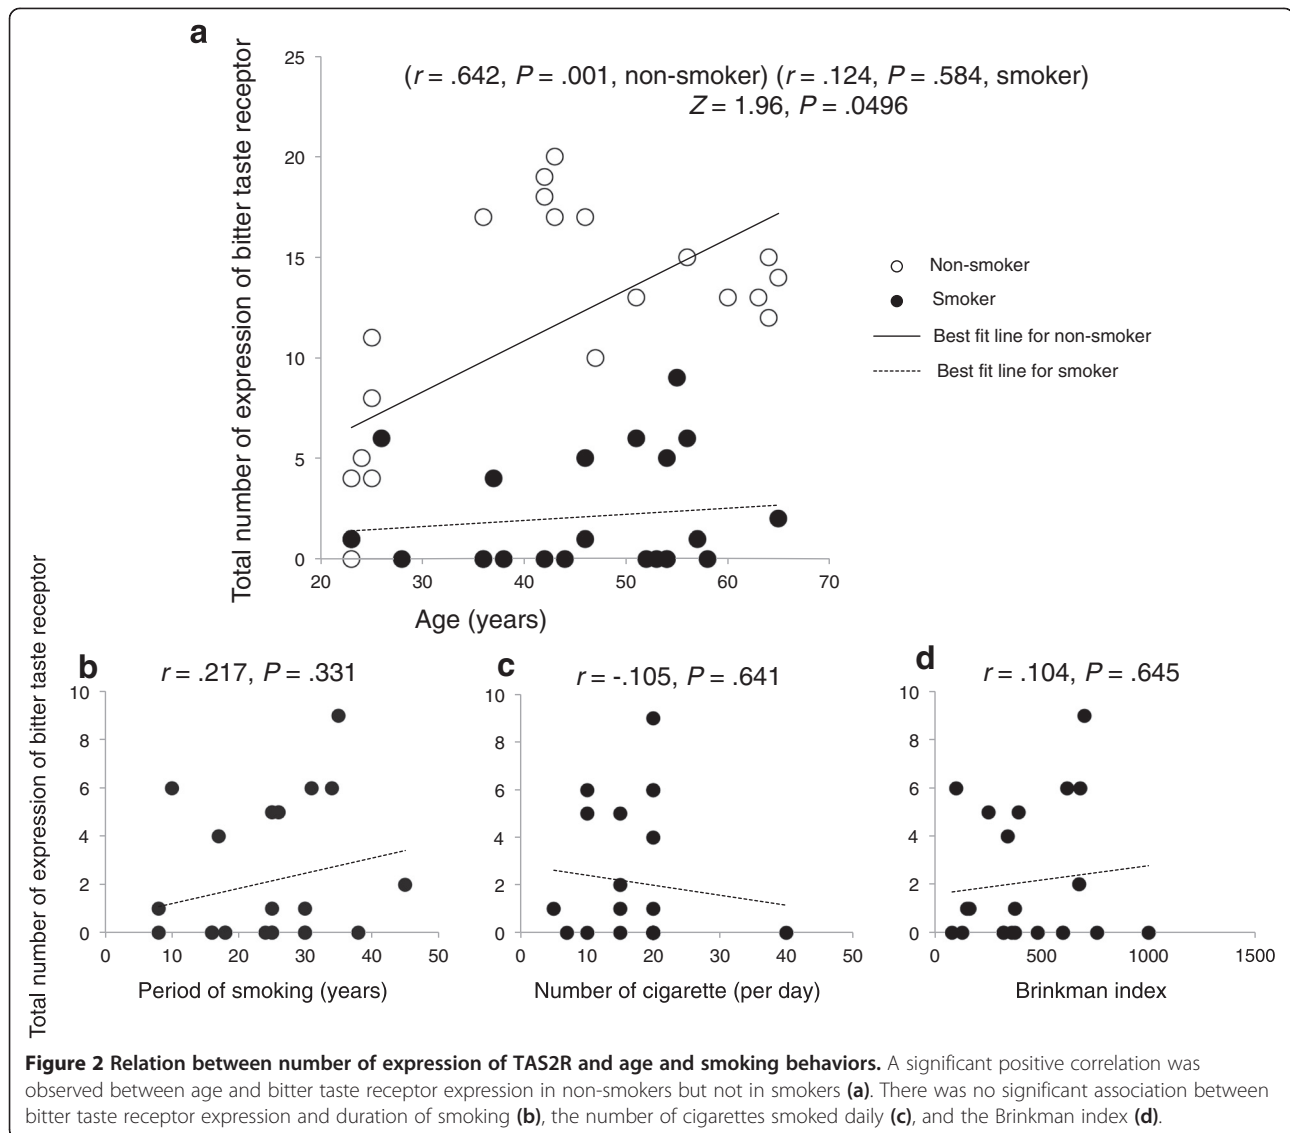 a
Total number of expression of bitter taste receptor
(r = .642, P = .001, non-smoker) (r = .124, P = .584, smoker)
Z = 1.96, P = .0496
25
20
15
10
5
0
20 30 40 50 60 70
Age (years)
Non-smoker
Smoker
Best fit line for non-smoker
Best fit line for smoker
Total number of expression of bitter taste receptor
b
r = .217, P = .331
10
8
6
4
2
0
0 10 20 30 40 50
Period of smoking (years)
c
r = -.105, P = .641
10
8
6
4
2
0
0 10 20 30 40 50
Number of cigarette (per day)
d
r = .104, P = .645
10
8
6
4
2
0
0 500 1000 1500
Brinkman index
Figure 2 Relation between number of expression of TAS2R and age and smoking behaviors. A significant positive correlation was
observed between age and bitter taste receptor expression in non-smokers but not in smokers (a). There was no significant association between
bitter taste receptor expression and duration of smoking (b), the number of cigarettes smoked daily (c), and the Brinkman index (d).